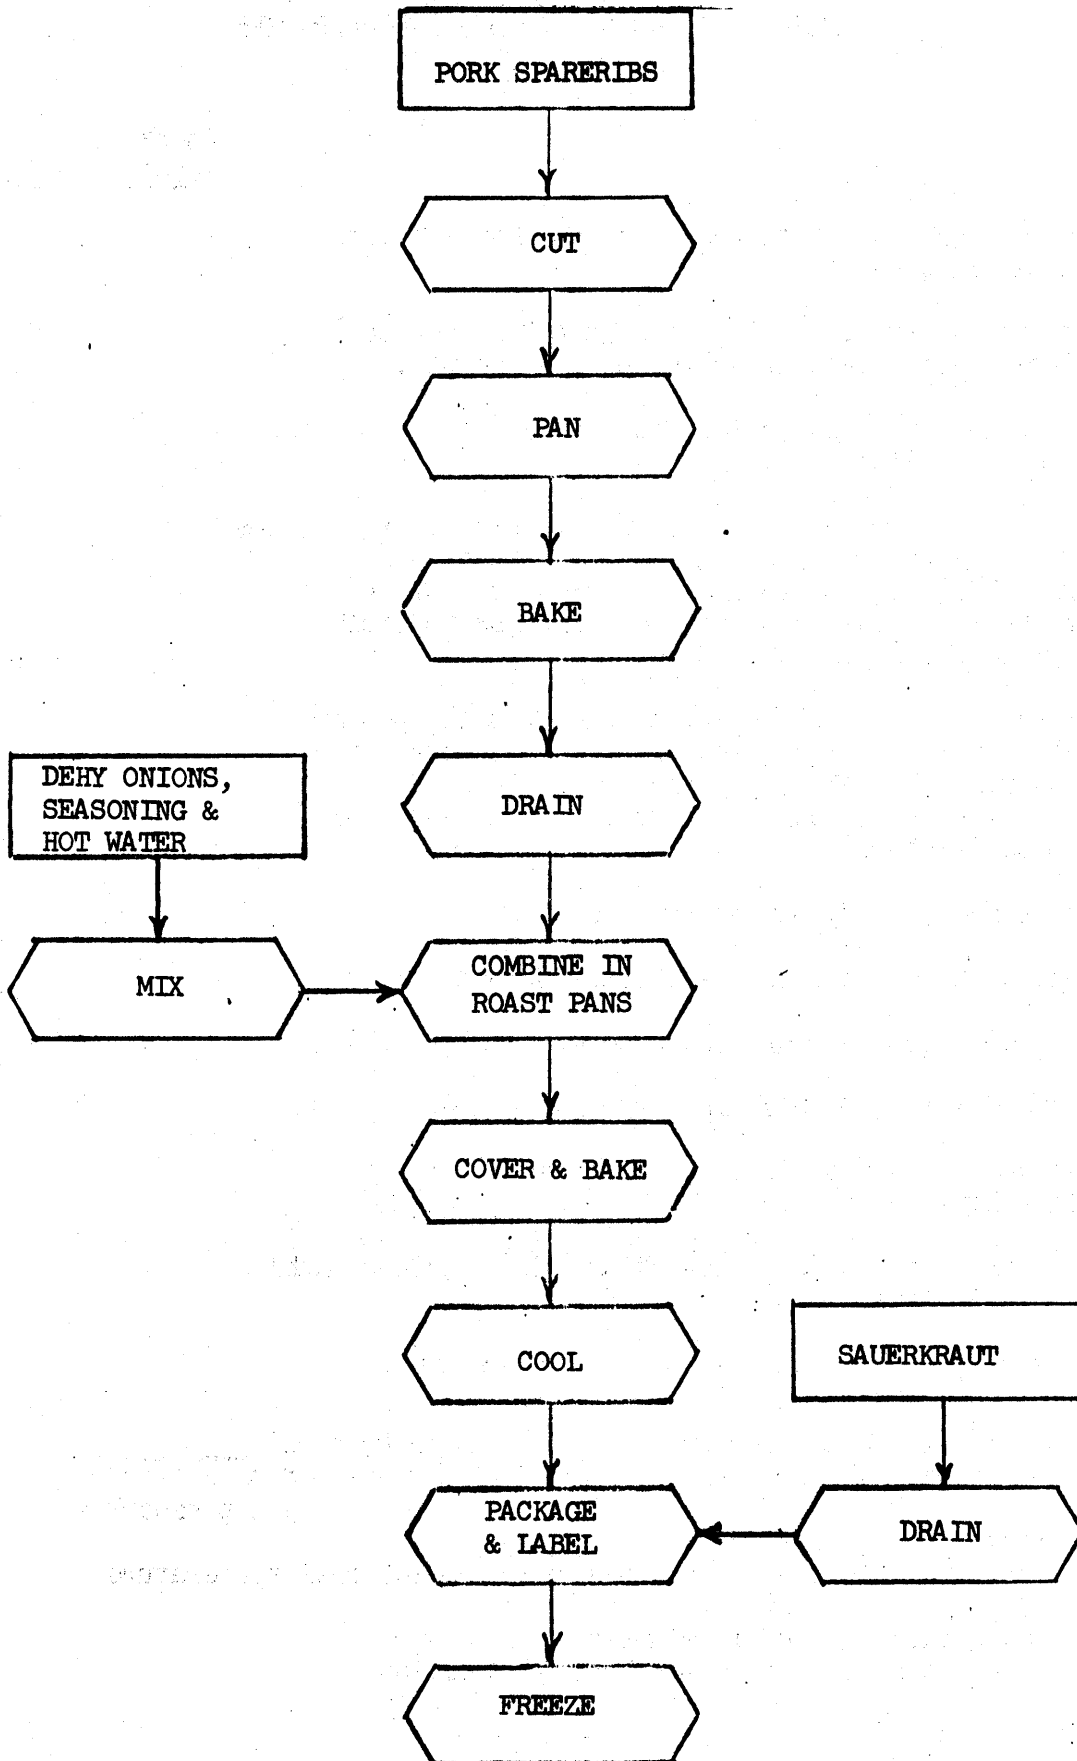 PORK SPARERIBS
CUT
PAN
BAKE
DRAIN
DEHY ONIONS,
SEASONING &
HOT WATER
MIX
COMBINE IN
ROAST PANS
COVER & BAKE
COOL
SAUERKRAUT
DRAIN
PACKAGE
& LABEL
FREEZE